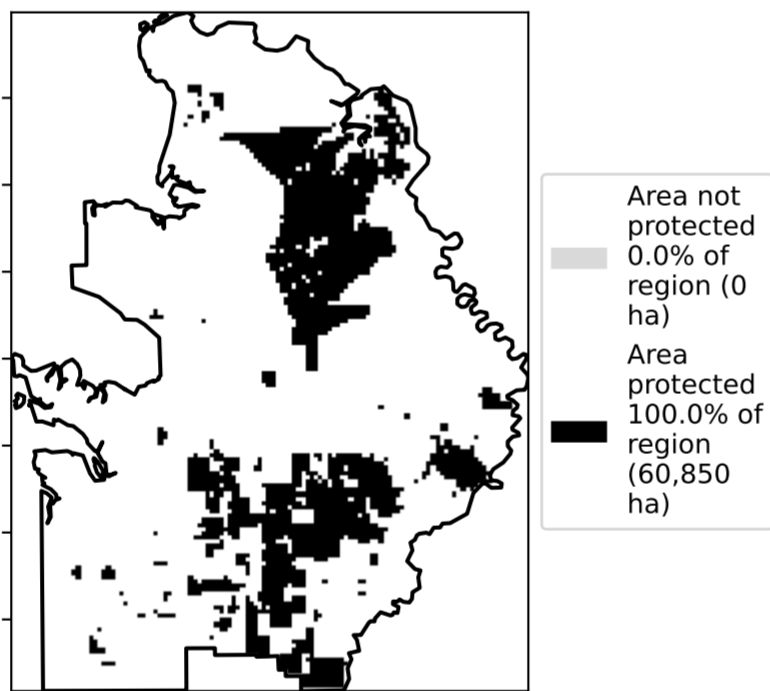 Area not
protected
0.0% of
region (0
ha)
Area
protected
100.0% of
region
(60,850
ha)